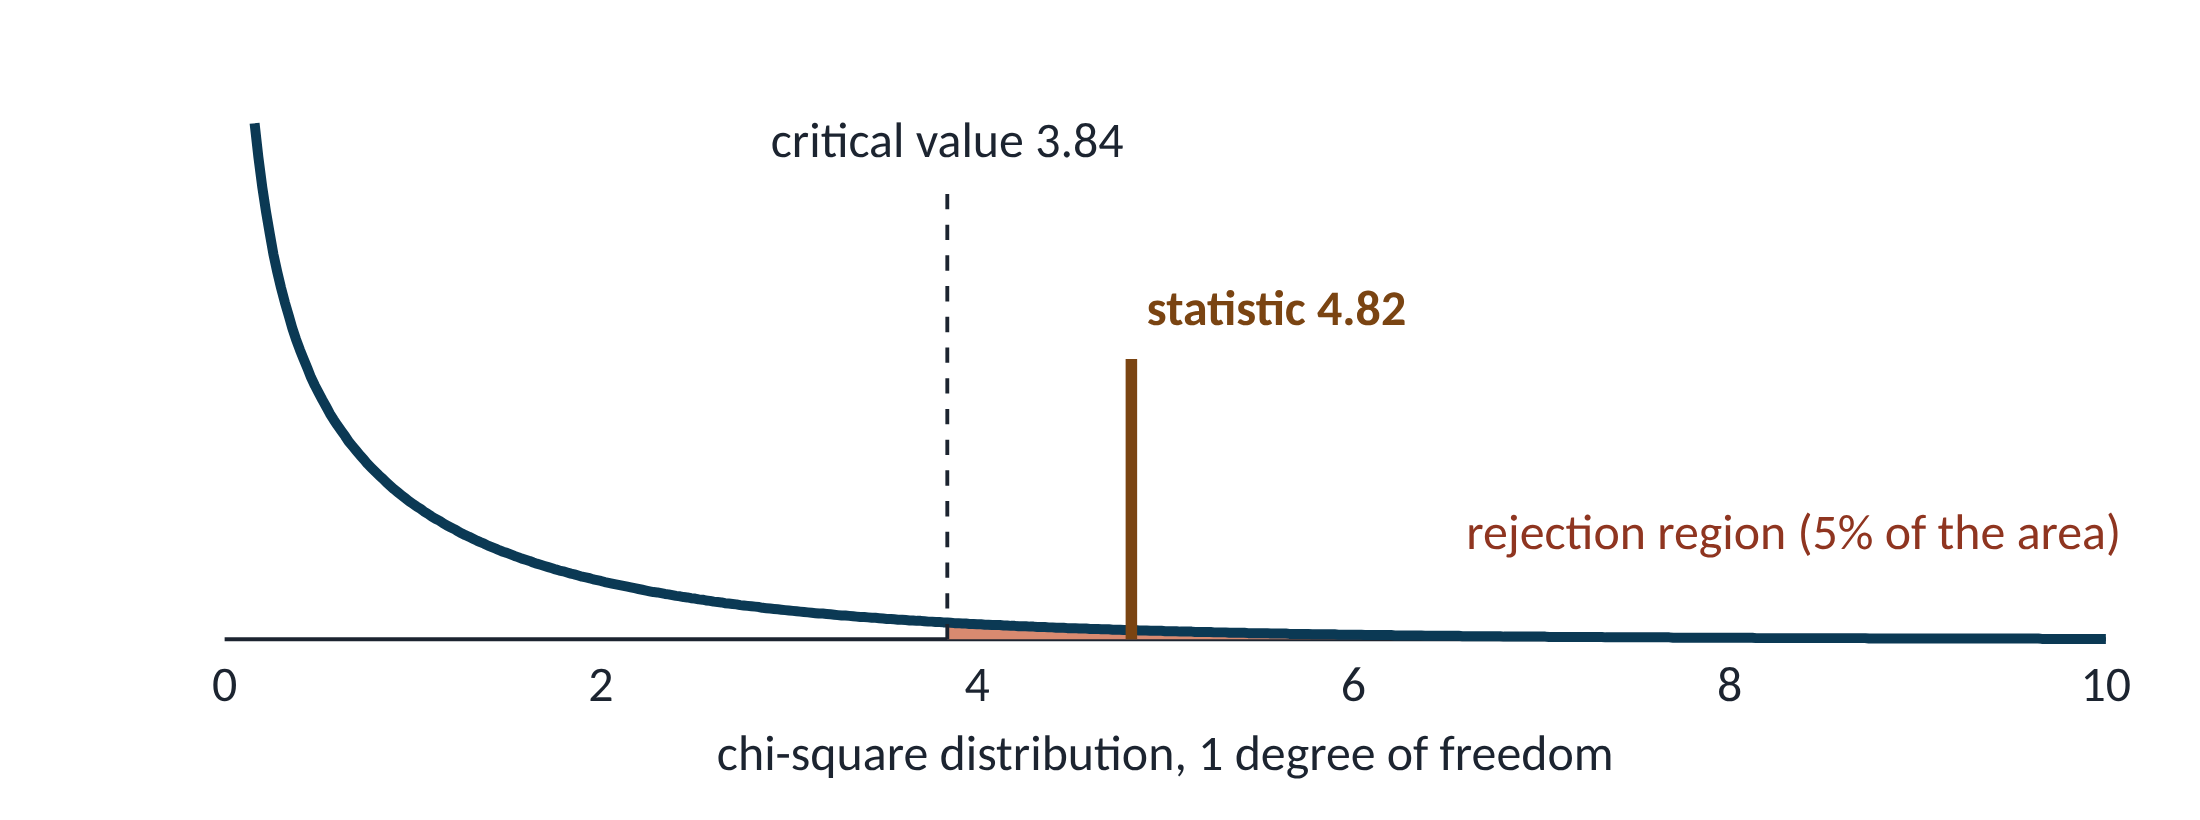 critical value 3.84
statistic 4.82
rejection region (5% of the area)
0 2 4 6 8 10
chi-square distribution, 1 degree of freedom